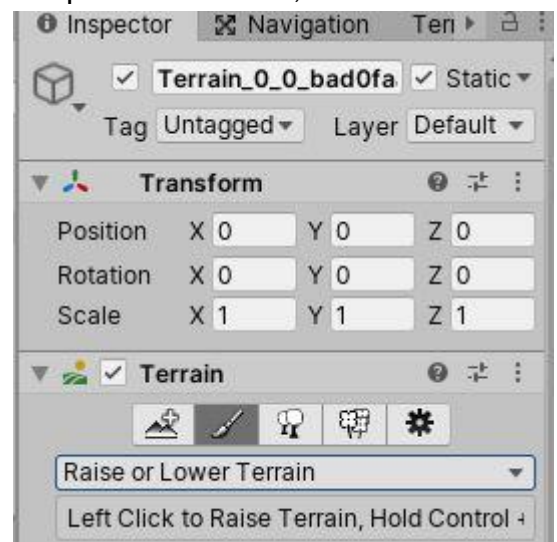 Inspector Navigation Terr
Terrain_0_0_bad0fa Static
Tag Untagged Layer Default
Transform
Position X 0 Y 0 Z 0
Rotation X 0 Y 0 Z 0
Scale X 1 Y 1 Z 1
Terrain
Raise or Lower Terrain
Left Click to Raise Terrain, Hold Control